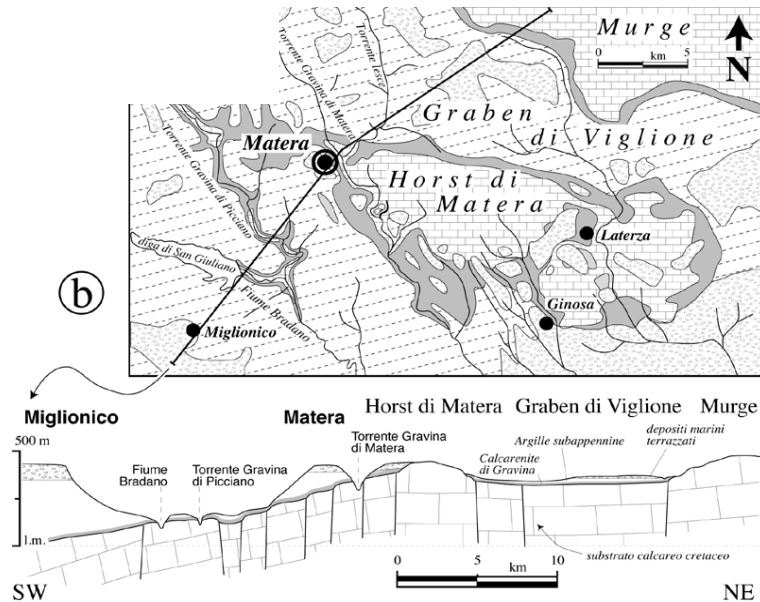 Murge
0 5
km
N
Torrente Gravina di Matera
Torrente Iesce
Graben
di Viglione
Matera
Horst di
Matera
Torrente Gravina di Picciano
Laterza
diga di San Giuliano
Fiume Bradano
b
Ginosa
Miglionico
Miglionico
Matera
Horst di Matera
Graben di Viglione
Murge
500 m
Fiume
Bradano
Torrente Gravina
di Picciano
Torrente Gravina
di Matera
Calcarenite
di Gravina
Argille subappennine
depositi marini
terrazzati
l.m.
substrato calcareo cretaceo
0 5 10
km
SW
NE